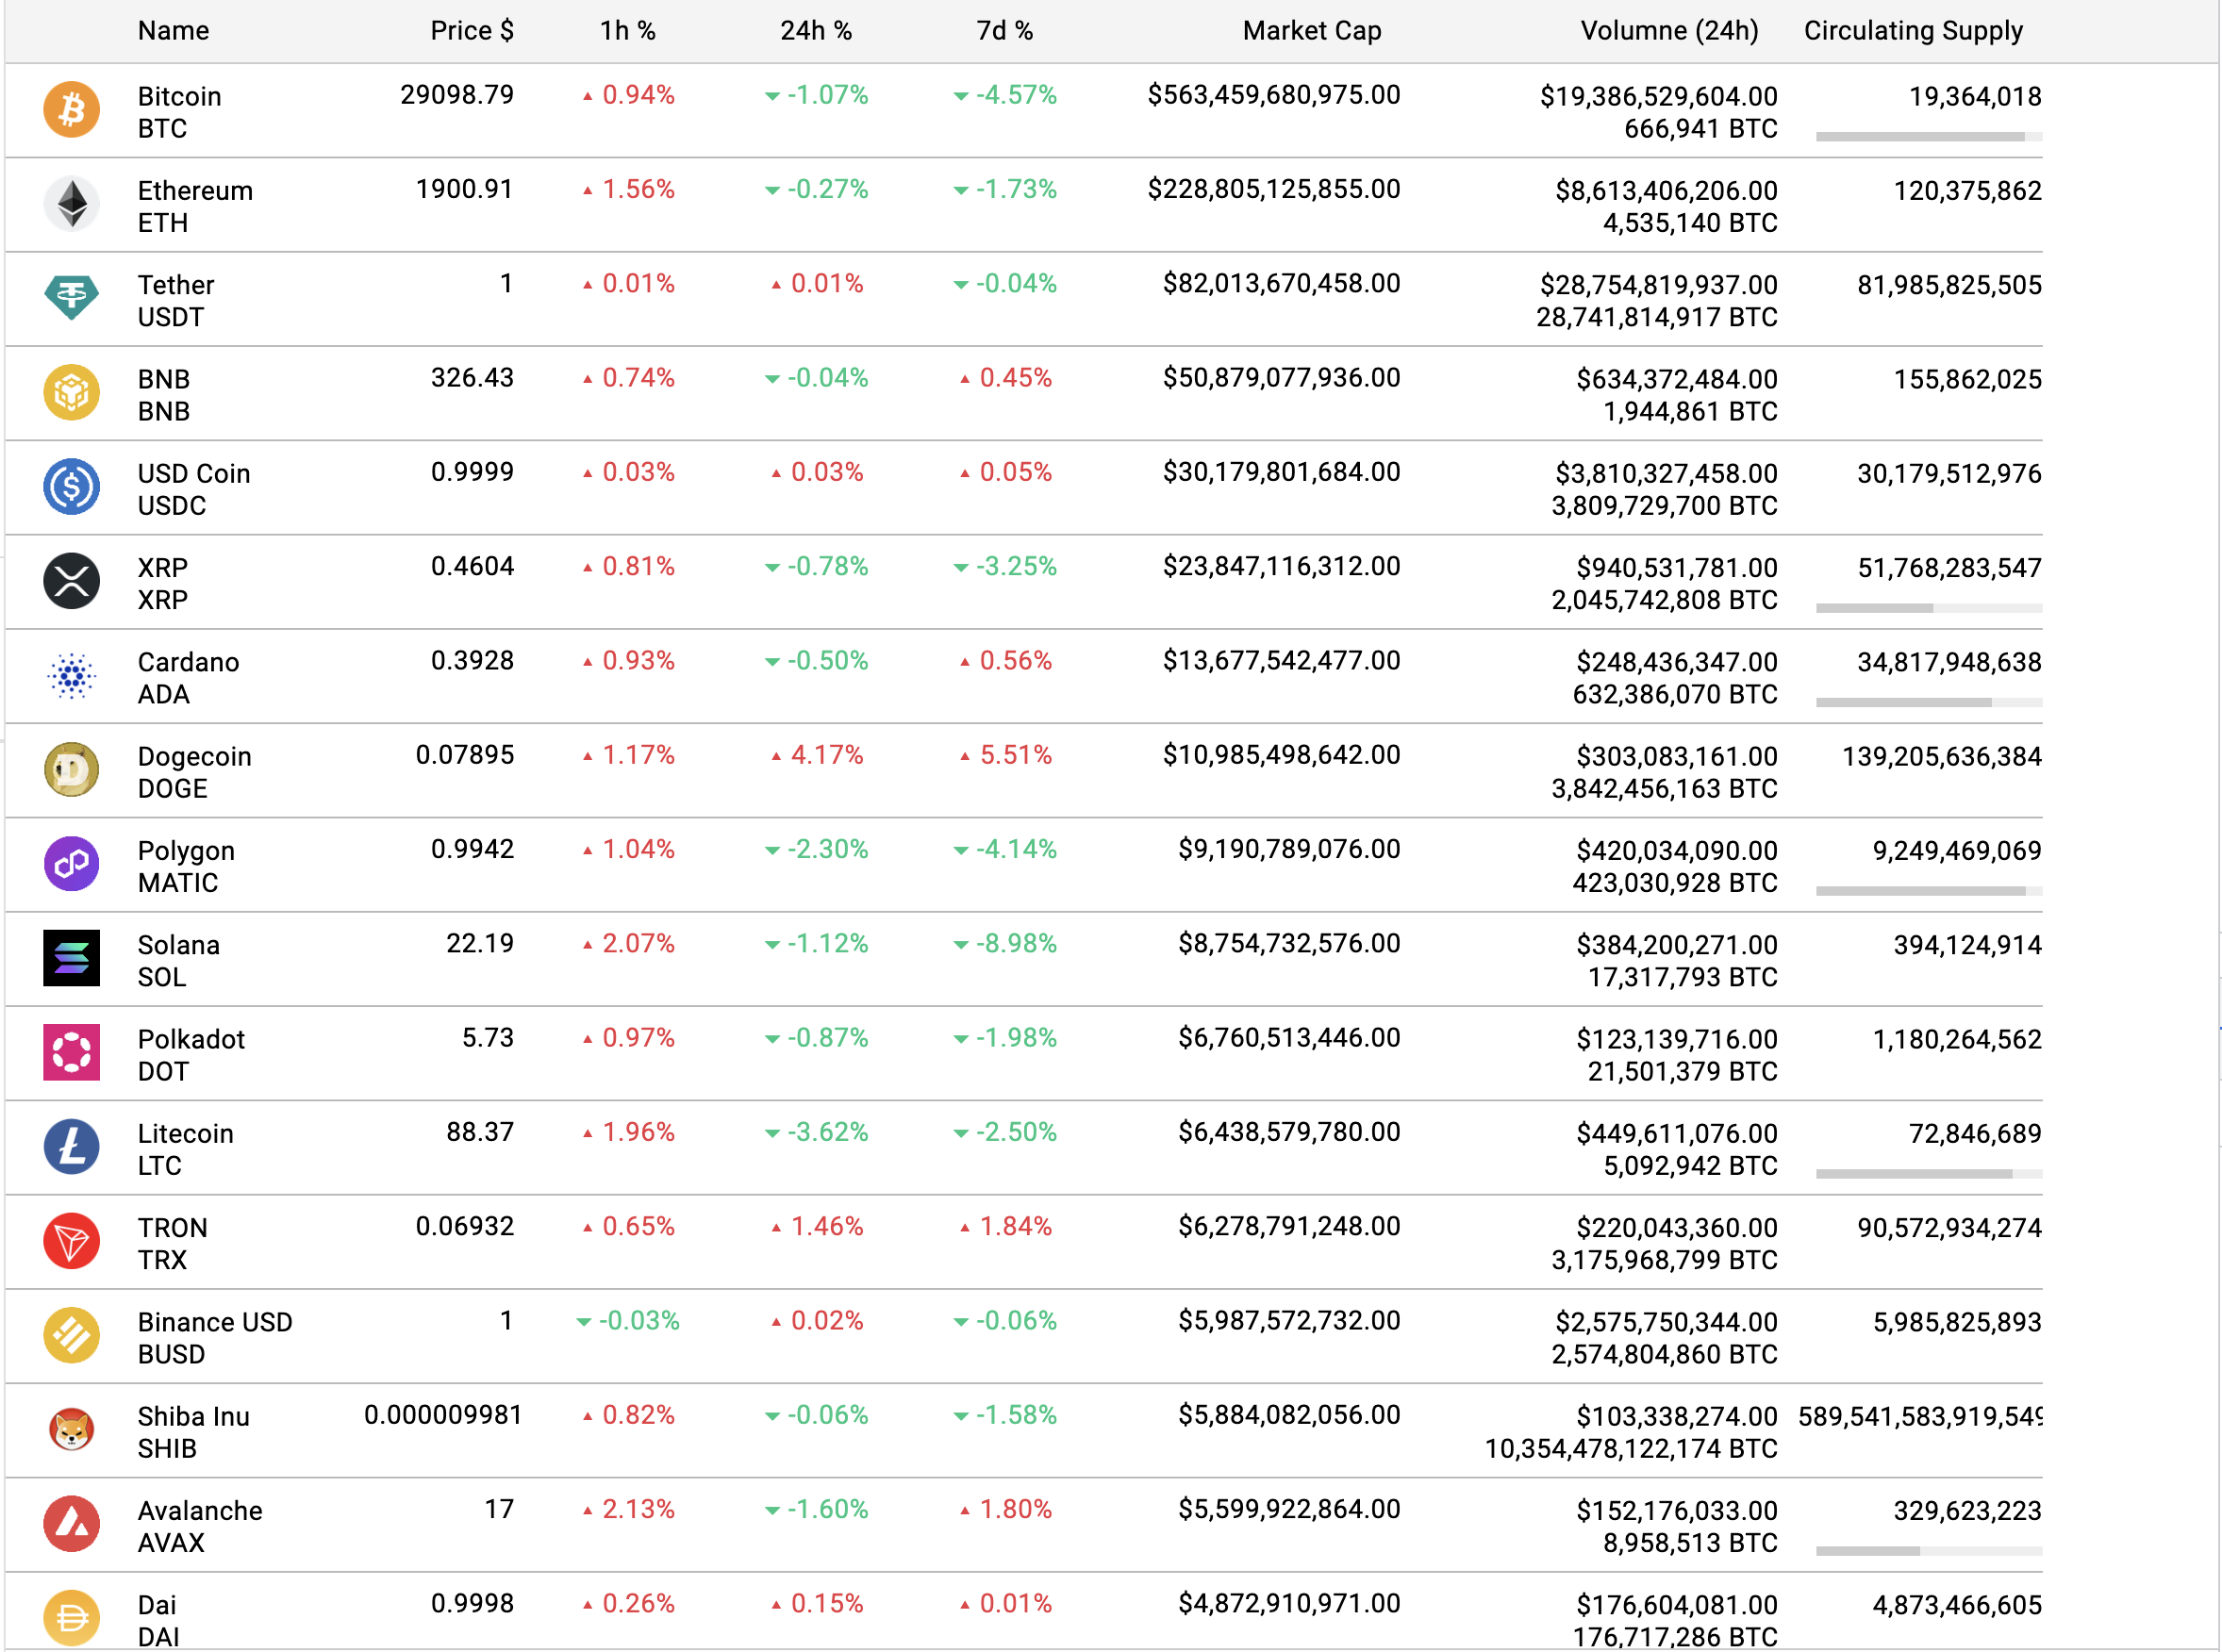 Name Price $ 1h % 24h % 7d % Market Cap Volumne (24h) Circulating Supply
Bitcoin 29098.79 0.94% -1.07% -4.57% $563,459,680,975.00 $19,386,529,604.00 19,364,018
BTC 666,941 BTC
Ethereum 1900.91 1.56% -0.27% -1.73% $228,805,125,855.00 $8,613,406,206.00 120,375,862
ETH 4,535,140 BTC
Tether 1 0.01% 0.01% -0.04% $82,013,670,458.00 $28,754,819,937.00 81,985,825,505
USDT 28,741,814,917 BTC
BNB 326.43 0.74% -0.04% 0.45% $50,879,077,936.00 $634,372,484.00 155,862,025
BNB 1,944,861 BTC
USD Coin 0.9999 0.03% 0.03% 0.05% $30,179,801,684.00 $3,810,327,458.00 30,179,512,976
USDC 3,809,729,700 BTC
XRP 0.4604 0.81% -0.78% -3.25% $23,847,116,312.00 $940,531,781.00 51,768,283,547
XRP 2,045,742,808 BTC
Cardano 0.3928 0.93% -0.50% 0.56% $13,677,542,477.00 $248,436,347.00 34,817,948,638
ADA 632,386,070 BTC
Dogecoin 0.07895 1.17% 4.17% 5.51% $10,985,498,642.00 $303,083,161.00 139,205,636,384
DOGE 3,842,456,163 BTC
Polygon 0.9942 1.04% -2.30% -4.14% $9,190,789,076.00 $420,034,090.00 9,249,469,069
MATIC 423,030,928 BTC
Solana 22.19 2.07% -1.12% -8.98% $8,754,732,576.00 $384,200,271.00 394,124,914
SOL 17,317,793 BTC
Polkadot 5.73 0.97% -0.87% -1.98% $6,760,513,446.00 $123,139,716.00 1,180,264,562
DOT 21,501,379 BTC
Litecoin 88.37 1.96% -3.62% -2.50% $6,438,579,780.00 $449,611,076.00 72,846,689
LTC 5,092,942 BTC
TRON 0.06932 0.65% 1.46% 1.84% $6,278,791,248.00 $220,043,360.00 90,572,934,274
TRX 3,175,968,799 BTC
Binance USD 1 -0.03% 0.02% -0.06% $5,987,572,732.00 $2,575,750,344.00 5,985,825,893
BUSD 2,574,804,860 BTC
Shiba Inu 0.000009981 0.82% -0.06% -1.58% $5,884,082,056.00 $103,338,274.00 589,541,583,919,549
SHIB 10,354,478,122,174 BTC
Avalanche 17 2.13% -1.60% 1.80% $5,599,922,864.00 $152,176,033.00 329,623,223
AVAX 8,958,513 BTC
Dai 0.9998 0.26% 0.15% 0.01% $4,872,910,971.00 $176,604,081.00 4,873,466,605
DAI 176,717,286 BTC